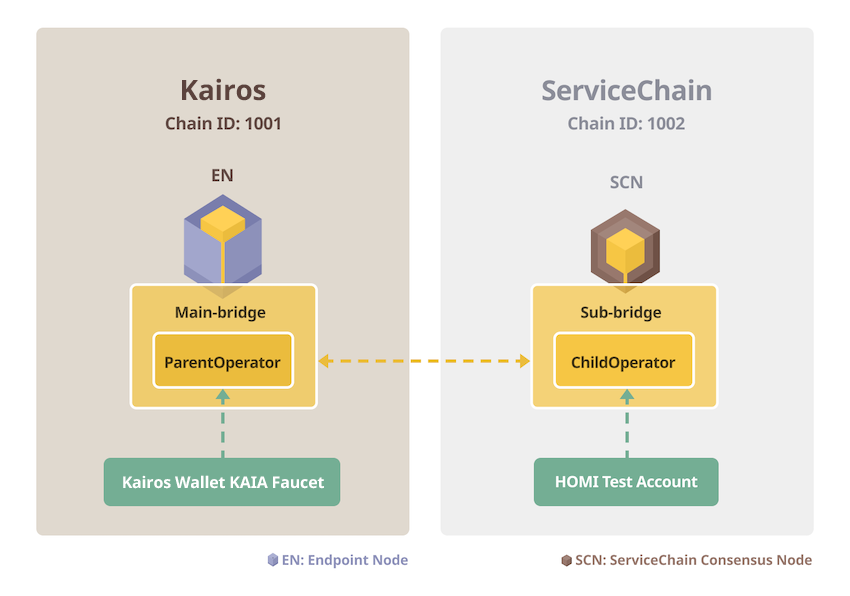 Kairos
Chain ID: 1001
EN
Main-bridge
ParentOperator
Kairos Wallet KAIA Faucet
EN: Endpoint Node
ServiceChain
Chain ID: 1002
SCN
Sub-bridge
ChildOperator
HOMI Test Account
SCN: ServiceChain Consensus Node